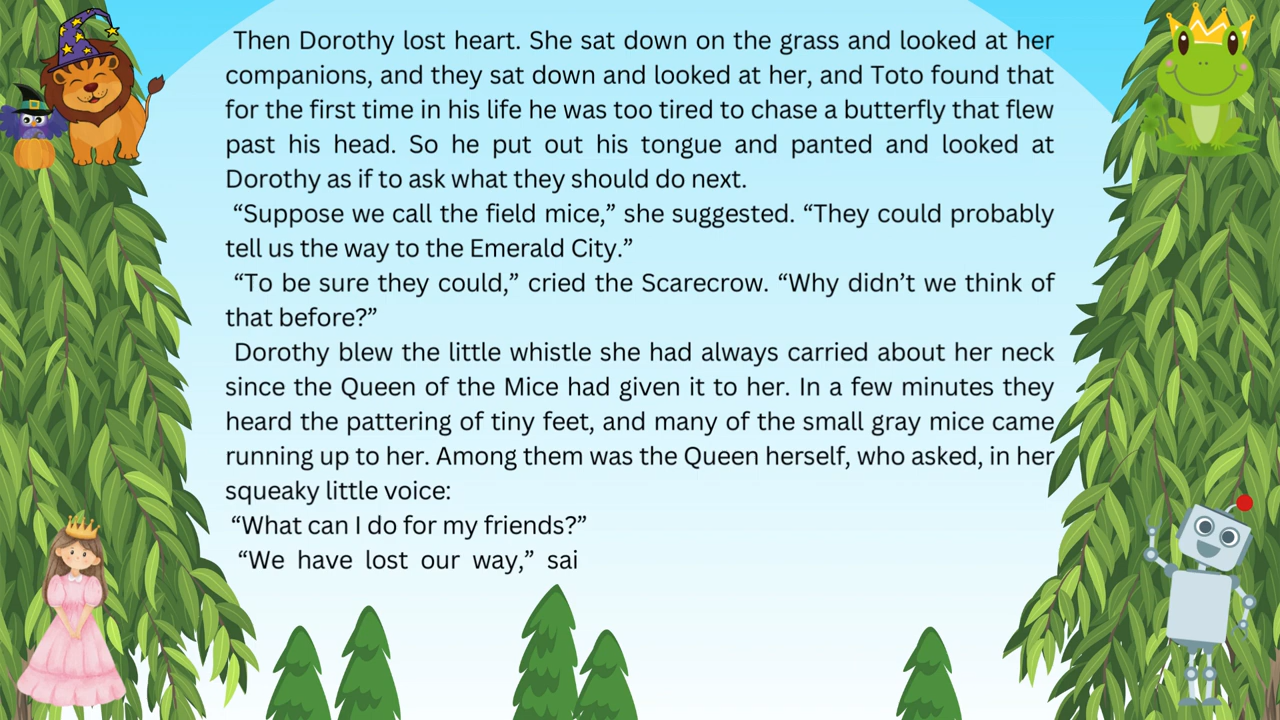 Then Dorothy lost heart. She sat down on the grass and looked at her
companions, and they sat down and looked at her, and Toto found that
for the first time in his life he was too tired to chase a butterfly that flew
past his head. So he put out his tongue and panted and looked at
Dorothy as if to ask what they should do next.
“Suppose we call the field mice,” she suggested. “They could probably
tell us the way to the Emerald City.”
“To be sure they could,” cried the Scarecrow. “Why didn’t we think of
that before?”
Dorothy blew the little whistle she had always carried about her neck
since the Queen of the Mice had given it to her. In a few minutes they
heard the pattering of tiny feet, and many of the small gray mice came
running up to her. Among them was the Queen herself, who asked, in her
squeaky little voice:
“What can I do for my friends?”
“We have lost our way,” sai